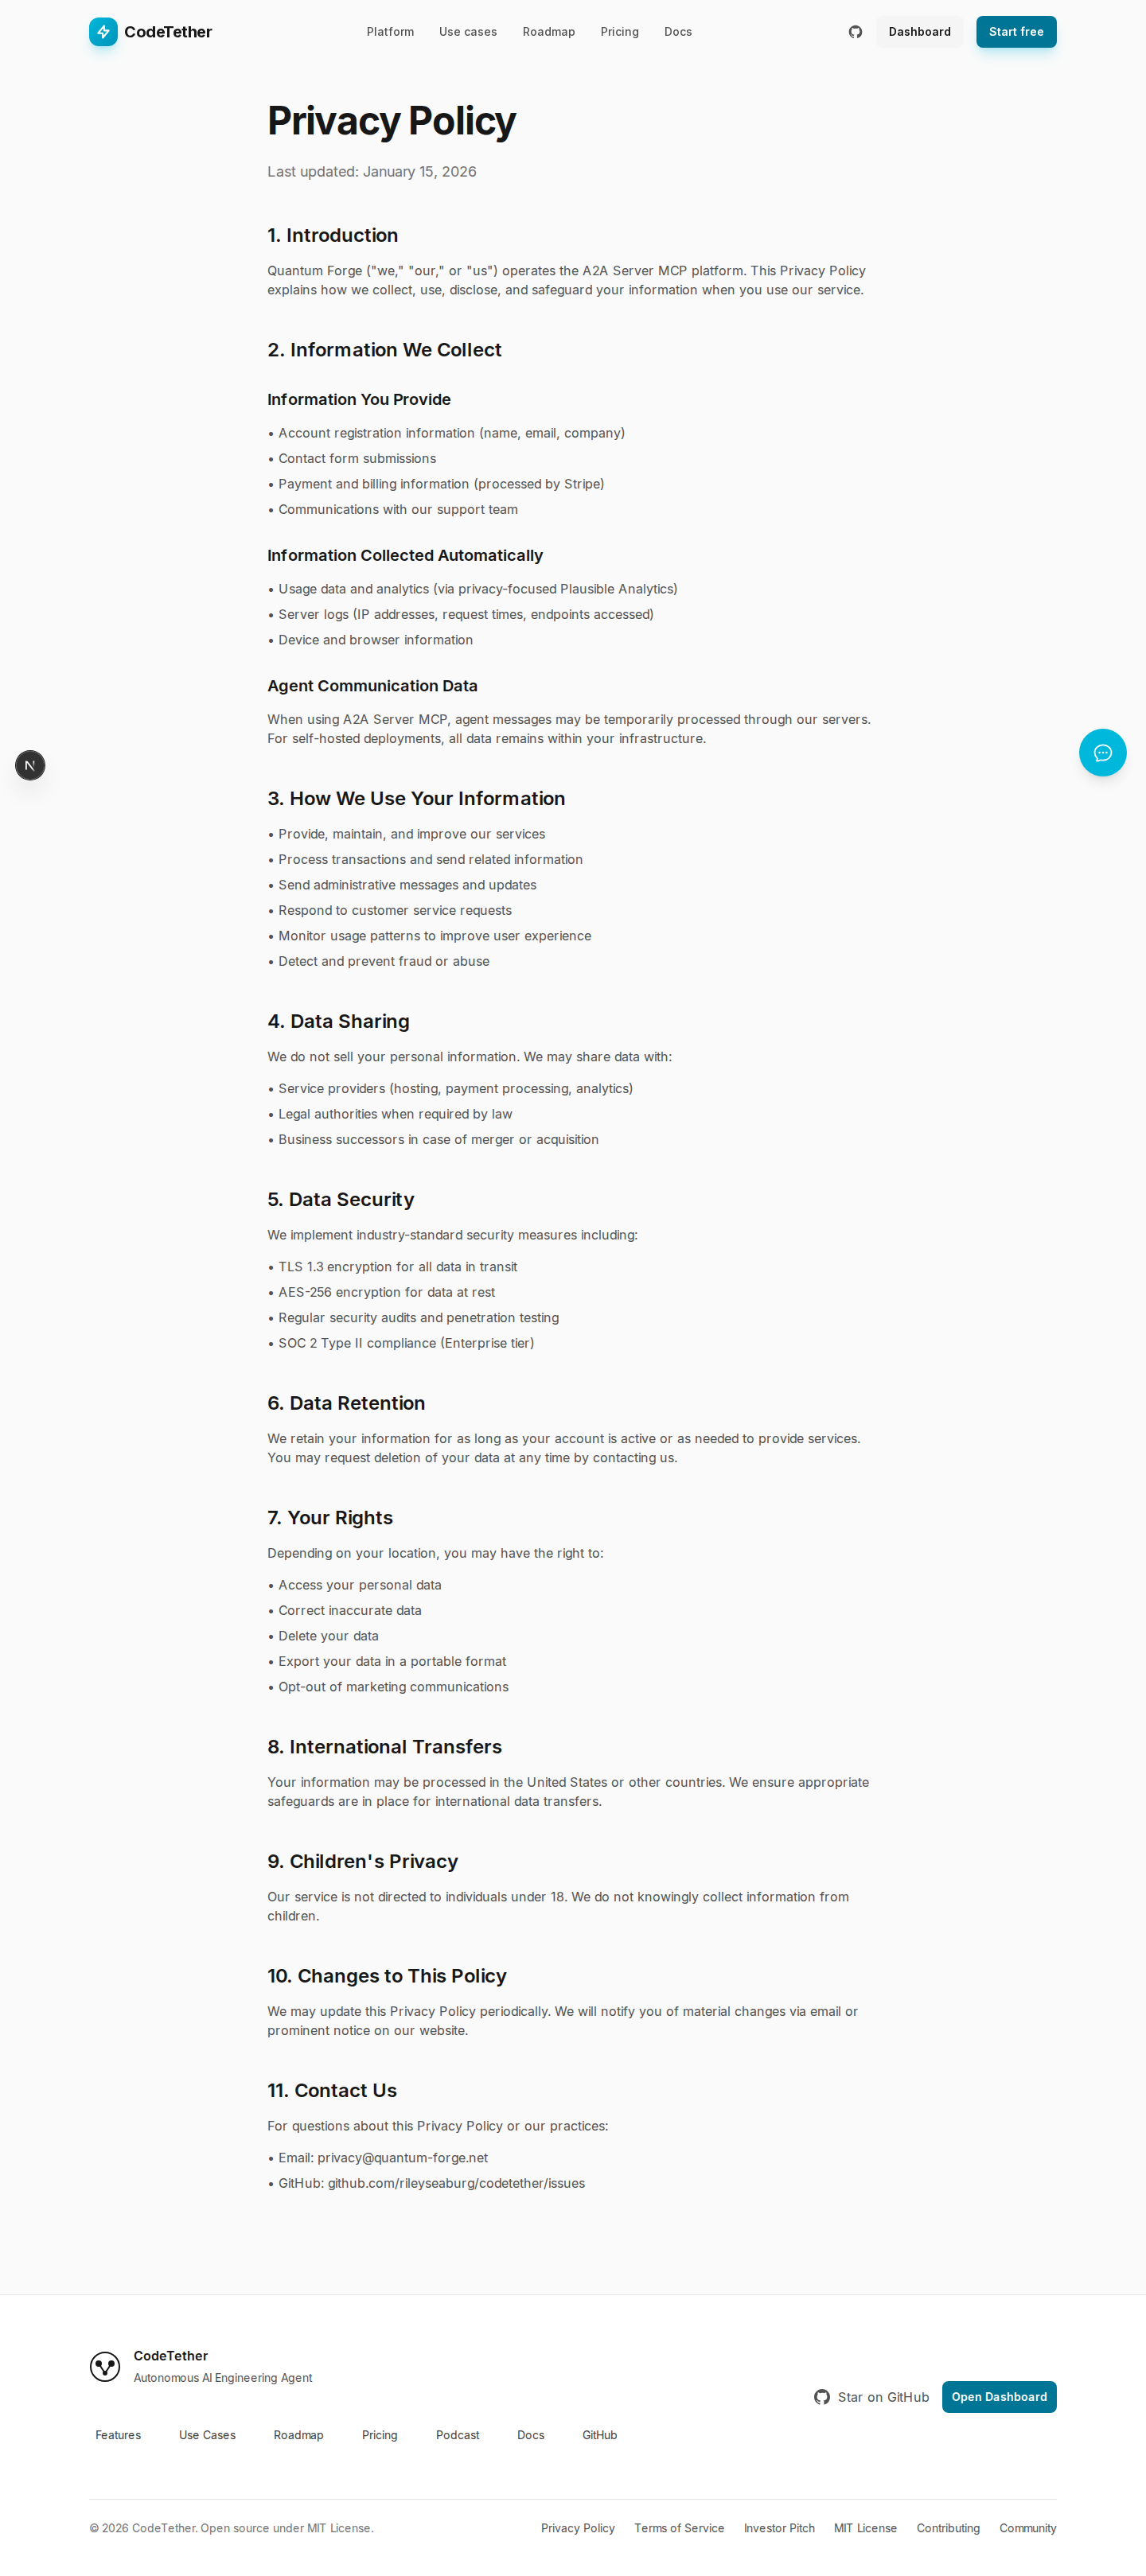 CodeTether
Platform
Use cases
Roadmap
Pricing
Docs
Dashboard
Start free
Privacy Policy
Last updated: January 15, 2026
1. Introduction
Quantum Forge ("we," "our," or "us") operates the A2A Server MCP platform. This Privacy Policy
explains how we collect, use, disclose, and safeguard your information when you use our service.
2. Information We Collect
Information You Provide
• Account registration information (name, email, company)
• Contact form submissions
• Payment and billing information (processed by Stripe)
• Communications with our support team
Information Collected Automatically
• Usage data and analytics (via privacy-focused Plausible Analytics)
• Server logs (IP addresses, request times, endpoints accessed)
• Device and browser information
Agent Communication Data
When using A2A Server MCP, agent messages may be temporarily processed through our servers.
For self-hosted deployments, all data remains within your infrastructure.
N
3. How We Use Your Information
• Provide, maintain, and improve our services
• Process transactions and send related information
• Send administrative messages and updates
• Respond to customer service requests
• Monitor usage patterns to improve user experience
• Detect and prevent fraud or abuse
4. Data Sharing
We do not sell your personal information. We may share data with:
• Service providers (hosting, payment processing, analytics)
• Legal authorities when required by law
• Business successors in case of merger or acquisition
5. Data Security
We implement industry-standard security measures including:
• TLS 1.3 encryption for all data in transit
• AES-256 encryption for data at rest
• Regular security audits and penetration testing
• SOC 2 Type II compliance (Enterprise tier)
6. Data Retention
We retain your information for as long as your account is active or as needed to provide services.
You may request deletion of your data at any time by contacting us.
7. Your Rights
Depending on your location, you may have the right to:
• Access your personal data
• Correct inaccurate data
• Delete your data
• Export your data in a portable format
• Opt-out of marketing communications
8. International Transfers
Your information may be processed in the United States or other countries. We ensure appropriate
safeguards are in place for international data transfers.
9. Children's Privacy
Our service is not directed to individuals under 18. We do not knowingly collect information from
children.
10. Changes to This Policy
We may update this Privacy Policy periodically. We will notify you of material changes via email or
prominent notice on our website.
11. Contact Us
For questions about this Privacy Policy or our practices:
• Email: privacy@quantum-forge.net
• GitHub: github.com/rileyseaburg/codetether/issues
CodeTether
Autonomous AI Engineering Agent
Star on GitHub
Open Dashboard
Features
Use Cases
Roadmap
Pricing
Podcast
Docs
GitHub
© 2026 CodeTether. Open source under MIT License.
Privacy Policy
Terms of Service
Investor Pitch
MIT License
Contributing
Community